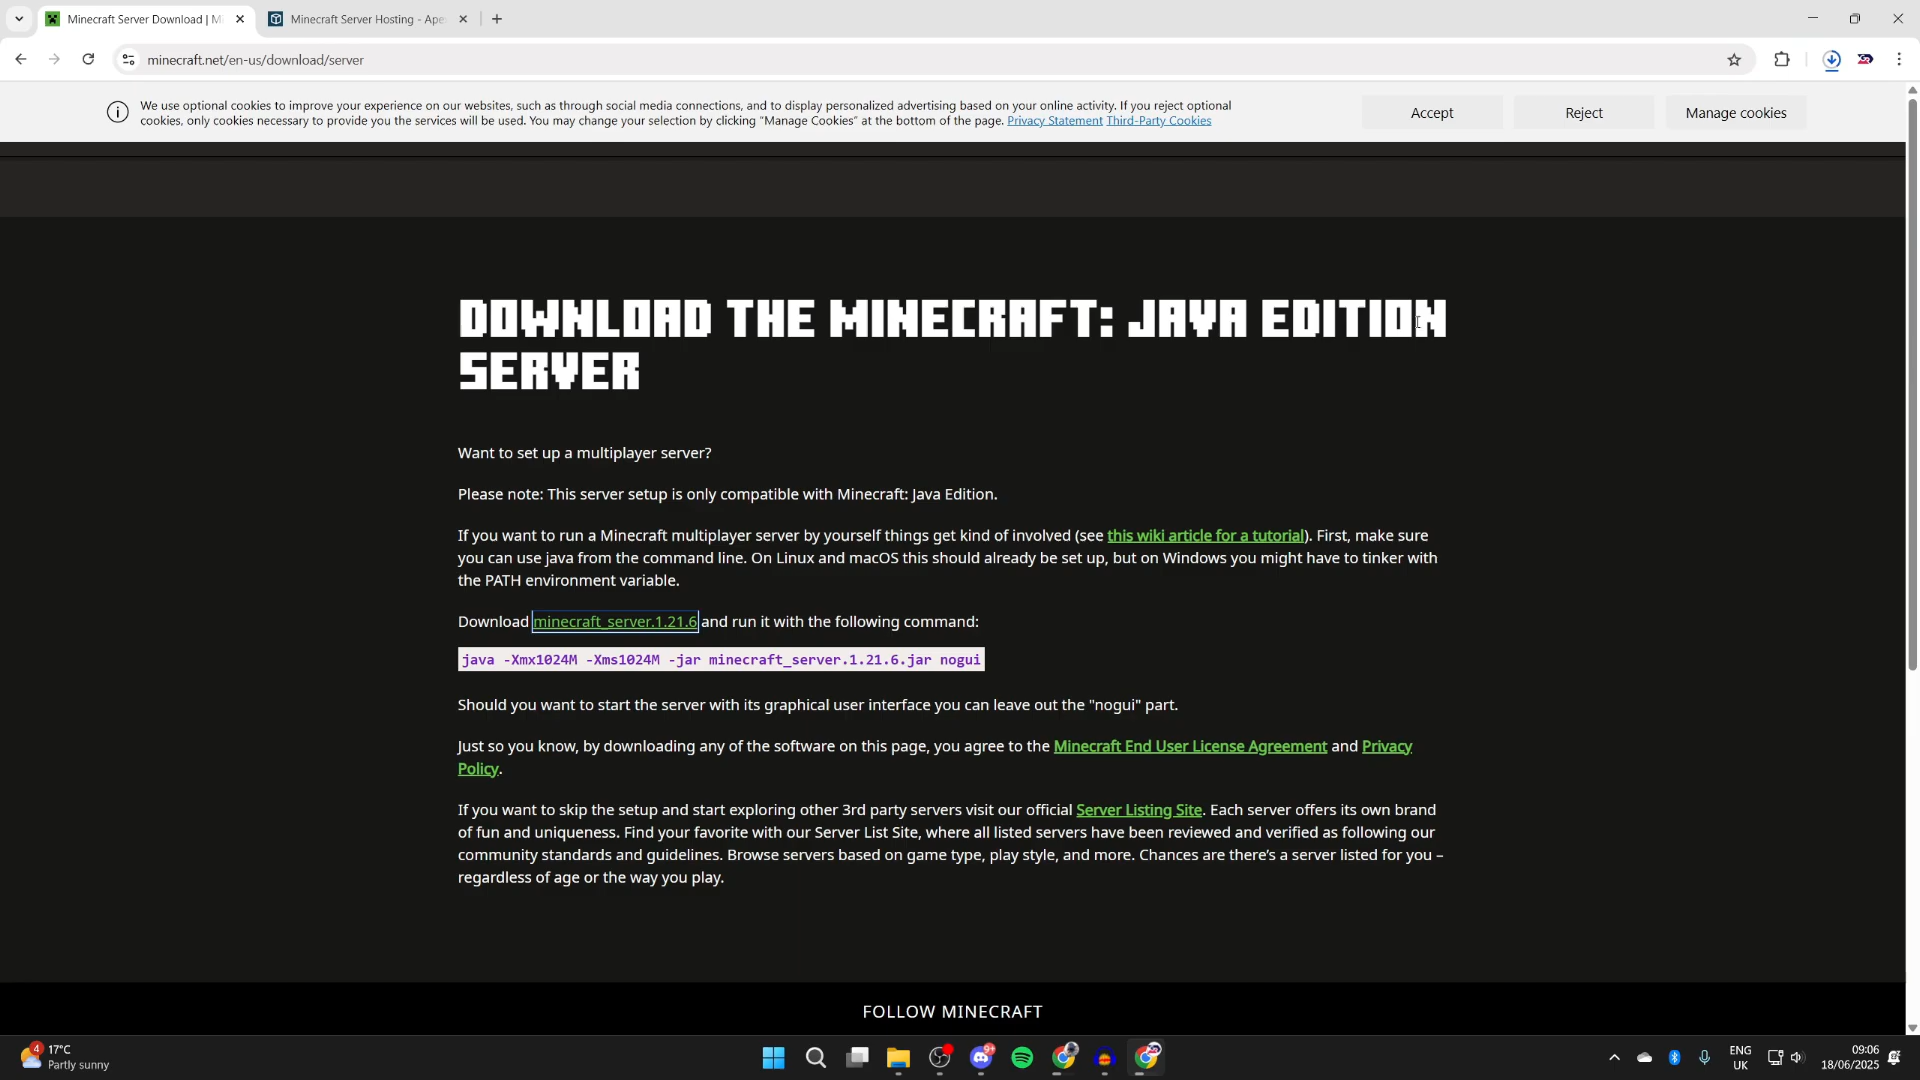 Minecraft Server Download | M
Minecraft Server Hosting - Ape
minecraft.net/en-us/download/server
We use optional cookies to improve your experience on our websites, such as through social media connections, and to display personalized advertising based on your online activity. If you reject optional
cookies, only cookies necessary to provide you the services will be used. You may change your selection by clicking "Manage Cookies" at the bottom of the page. Privacy Statement Third-Party Cookies
Accept
Reject
Manage cookies
DOWNLOAD THE MINECRAFT: JAVA EDITION
SERVER
Want to set up a multiplayer server?
Please note: This server setup is only compatible with Minecraft: Java Edition.
If you want to run a Minecraft multiplayer server by yourself things get kind of involved (see this wiki article for a tutorial). First, make sure
you can use java from the command line. On Linux and macOS this should already be set up, but on Windows you might have to tinker with
the PATH environment variable.
Download minecraft_server.1.21.6 and run it with the following command:
java -Xmx1024M -Xms1024M -jar minecraft_server.1.21.6.jar nogui
Should you want to start the server with its graphical user interface you can leave out the "nogui" part.
Just so you know, by downloading any of the software on this page, you agree to the Minecraft End User License Agreement and Privacy
Policy.
If you want to skip the setup and start exploring other 3rd party servers visit our official Server Listing Site. Each server offers its own brand
of fun and uniqueness. Find your favorite with our Server List Site, where all listed servers have been reviewed and verified as following our
community standards and guidelines. Browse servers based on game type, play style, and more. Chances are there's a server listed for you –
regardless of age or the way you play.
FOLLOW MINECRAFT
4
17°C
Partly sunny
9+
ENG
UK
09:06
18/06/2025